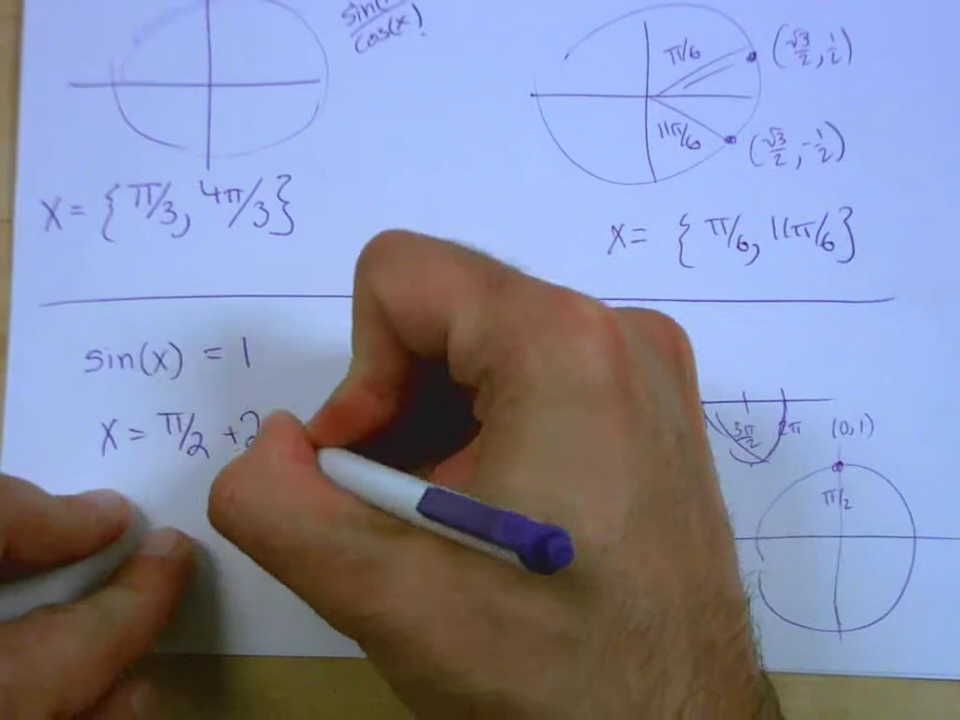 sin(
cos(x)!
π/6
(√3/2, 1/2)
11π/6
(√3/2, -1/2)
x = {π/3, 4π/3}
x = {π/6, 11π/6}
sin(x) = 1
x = π/2 + 2
3π/2
2π
(0,1)
π/2